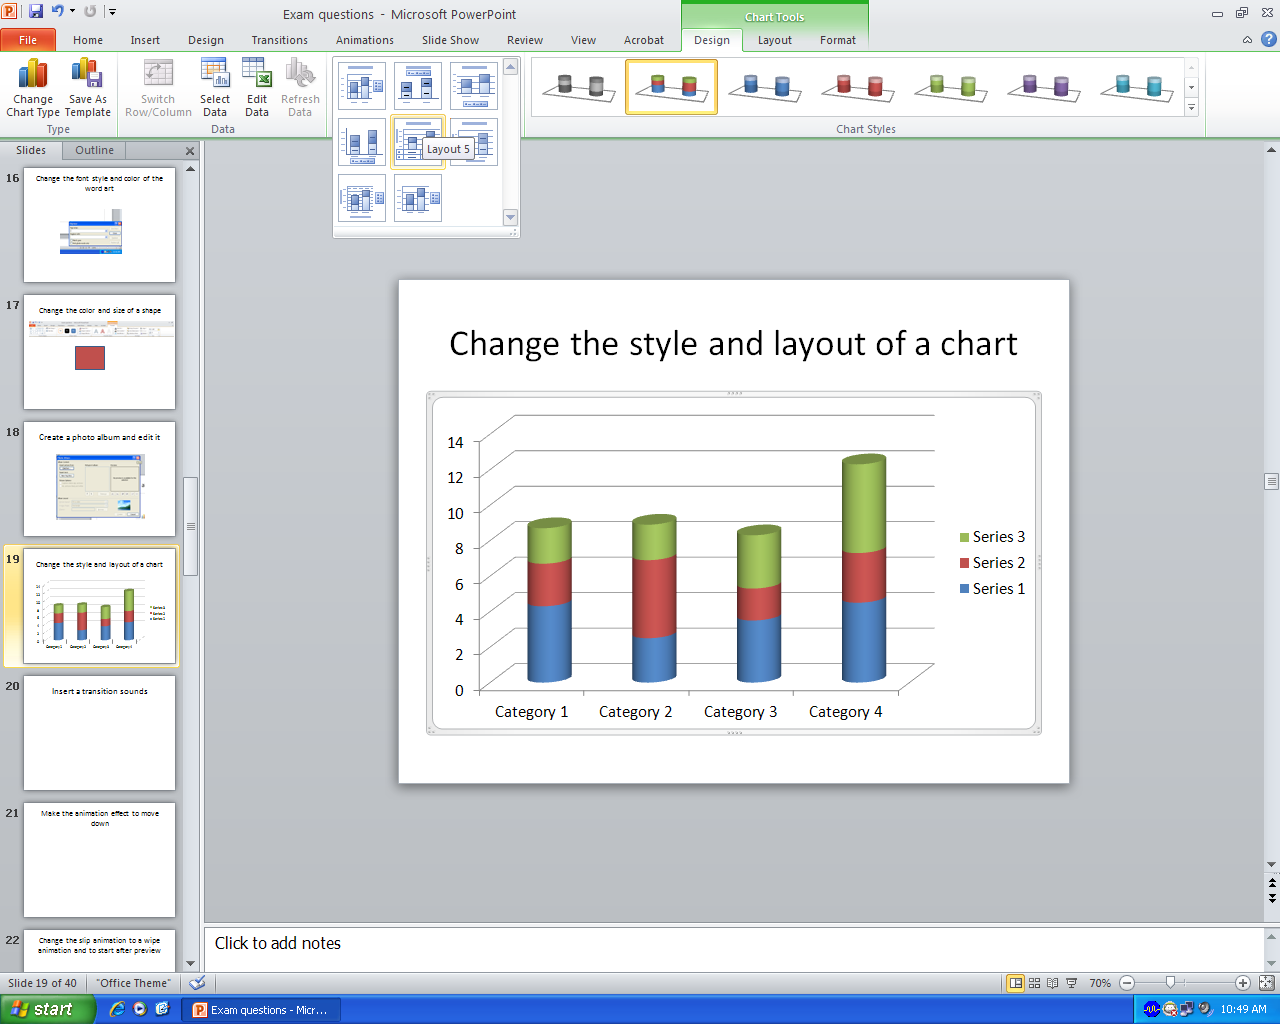 Exam questions - Microsoft PowerPoint
Chart Tools
File Home Insert Design Transitions Animations Slide Show Review View Acrobat Design Layout Format
Change Chart Type
Save As Template
Switch Row/Column
Select Data
Edit Data
Refresh Data
Type
Data
Layout 5
Chart Styles
Slides Outline
16
Change the font style and color of the
word art
17
Change the color and size of a shape
18
Create a photo album and edit it
19
Change the style and layout of a chart
20
Insert a transition sounds
21
Make the animation effect to move
down
22
Change the slip animation to a wipe
animation and to start after preview
Change the style and layout of a chart
14
12
10
8
6
4
2
0
Category 1 Category 2 Category 3 Category 4
Series 3
Series 2
Series 1
Click to add notes
Slide 19 of 40 "Office Theme" 70%
start Exam questions - Micr... 10:49 AM